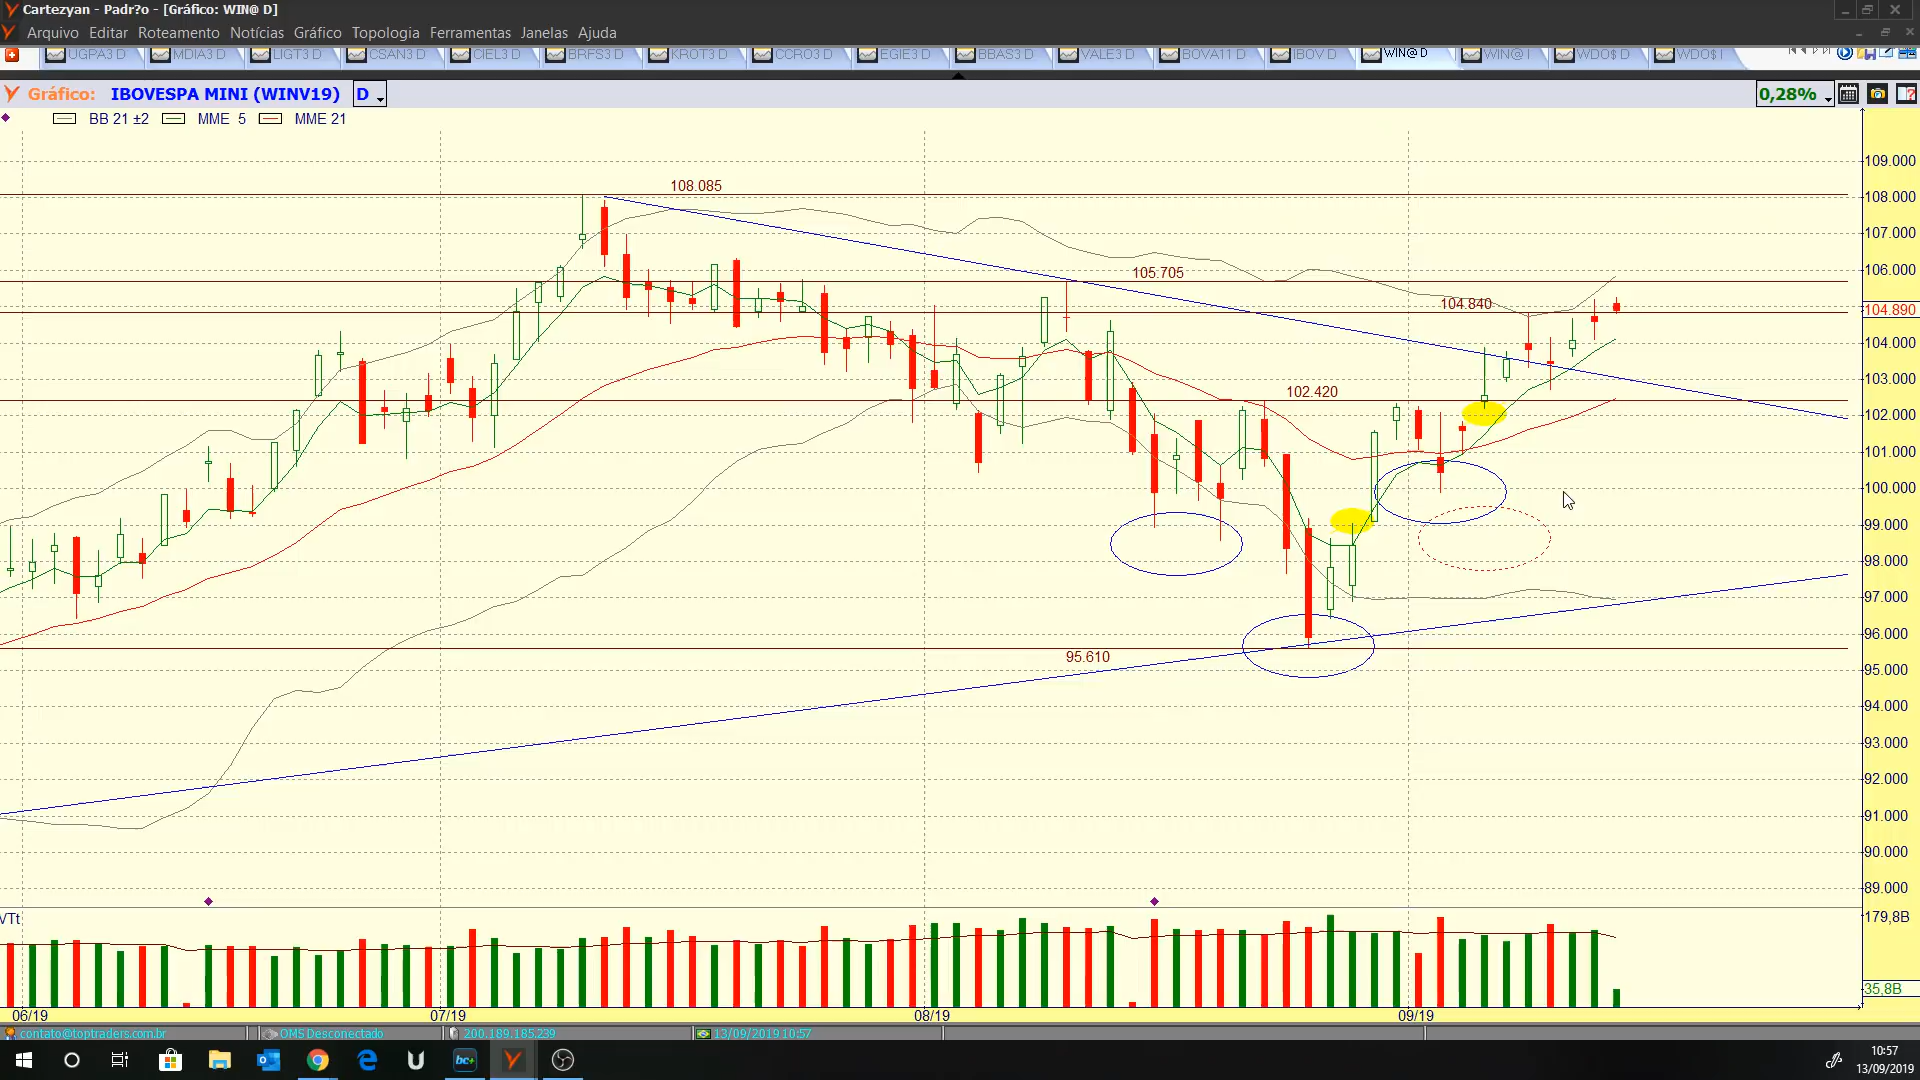 Cartezyan - Padr?o - [Gráfico: WIN@ D]
Arquivo Editar Roteamento Notícias Gráfico Topologia Ferramentas Janelas Ajuda
UGPA3 D MDIA3 D LIGT3 D CSAN3 D CIEL3 D BRFS3 D KROT3 D CCRO3 D EGIE3 D BBAS3 D VALE3 D BOVA11 D IBOV D WIN@ D WIN@ I WDO$ D WDO$ I
Gráfico: IBOVESPA MINI (WINV19) D 0,28%
BB 21 ±2 MME 5 MME 21
109.000
108.085
108.000
107.000
106.000
105.705
104.840
104.890
104.000
103.000
102.420
102.000
101.000
100.000
99.000
98.000
97.000
96.000
95.610
95.000
94.000
93.000
92.000
91.000
90.000
89.000
VTt
179,8B
35,8B
06/19 07/19 08/19 09/19
contato@toptraders.com.br OMS Desconectado 200.189.185.239 13/09/2019 10:57
bc+
10:57
13/09/2019